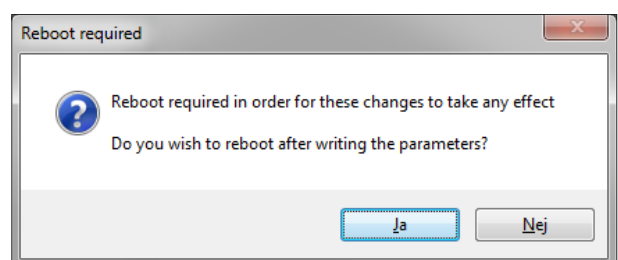 Reboot required
Reboot required in order for these changes to take any effect
Do you wish to reboot after writing the parameters?
Ja
Nej